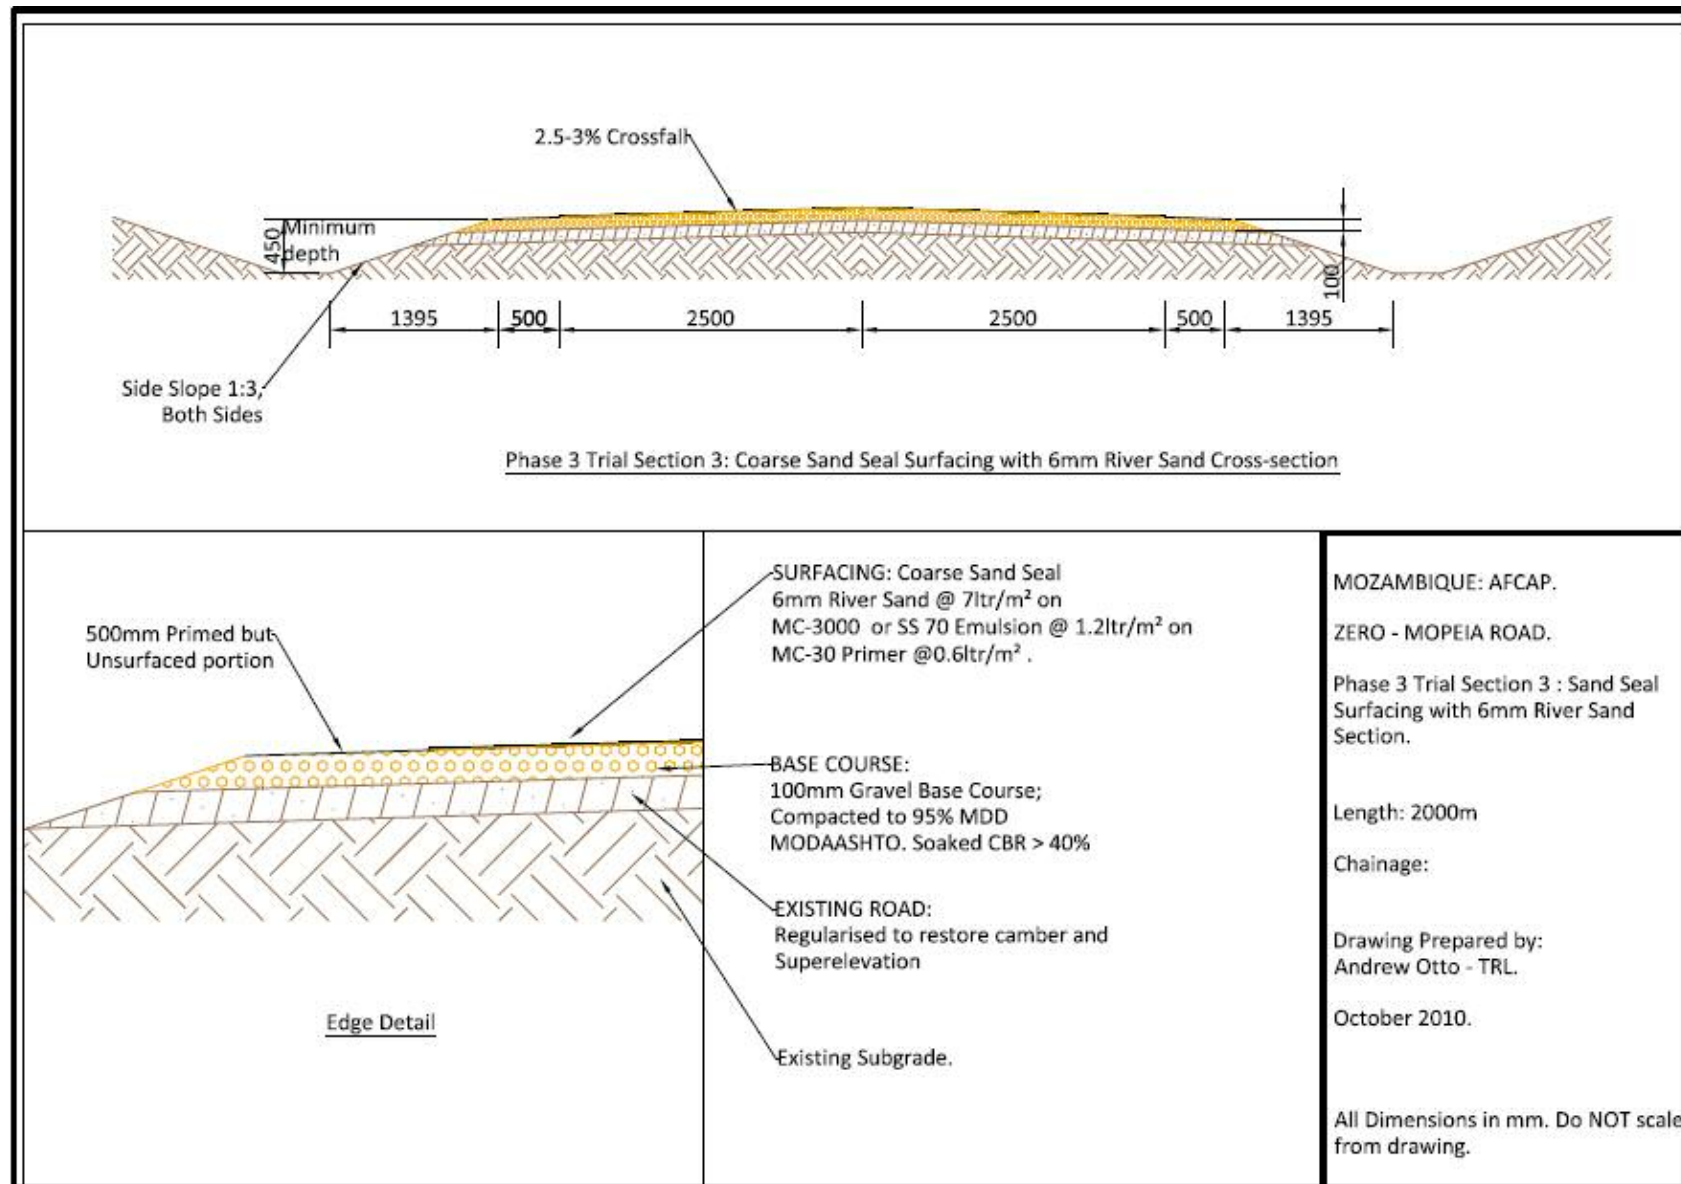 2.5-3% Crossfall
Minimum
depth
450
100
1395
500
2500
2500
500
1395
Side Slope 1:3,
Both Sides
Phase 3 Trial Section 3: Coarse Sand Seal Surfacing with 6mm River Sand Cross-section
500mm Primed but
Unsurfaced portion
Edge Detail
SURFACING: Coarse Sand Seal
6mm River Sand @ 7ltr/m² on
MC-3000 or SS 70 Emulsion @ 1.2ltr/m² on
MC-30 Primer @0.6ltr/m² .
BASE COURSE:
100mm Gravel Base Course;
Compacted to 95% MDD
MODAASHTO. Soaked CBR > 40%
EXISTING ROAD:
Regularised to restore camber and
Superelevation
Existing Subgrade.
MOZAMBIQUE: AFCAP.
ZERO - MOPEIA ROAD.
Phase 3 Trial Section 3 : Sand Seal
Surfacing with 6mm River Sand
Section.
Length: 2000m
Chainage:
Drawing Prepared by:
Andrew Otto - TRL.
October 2010.
All Dimensions in mm. Do NOT scale
from drawing.